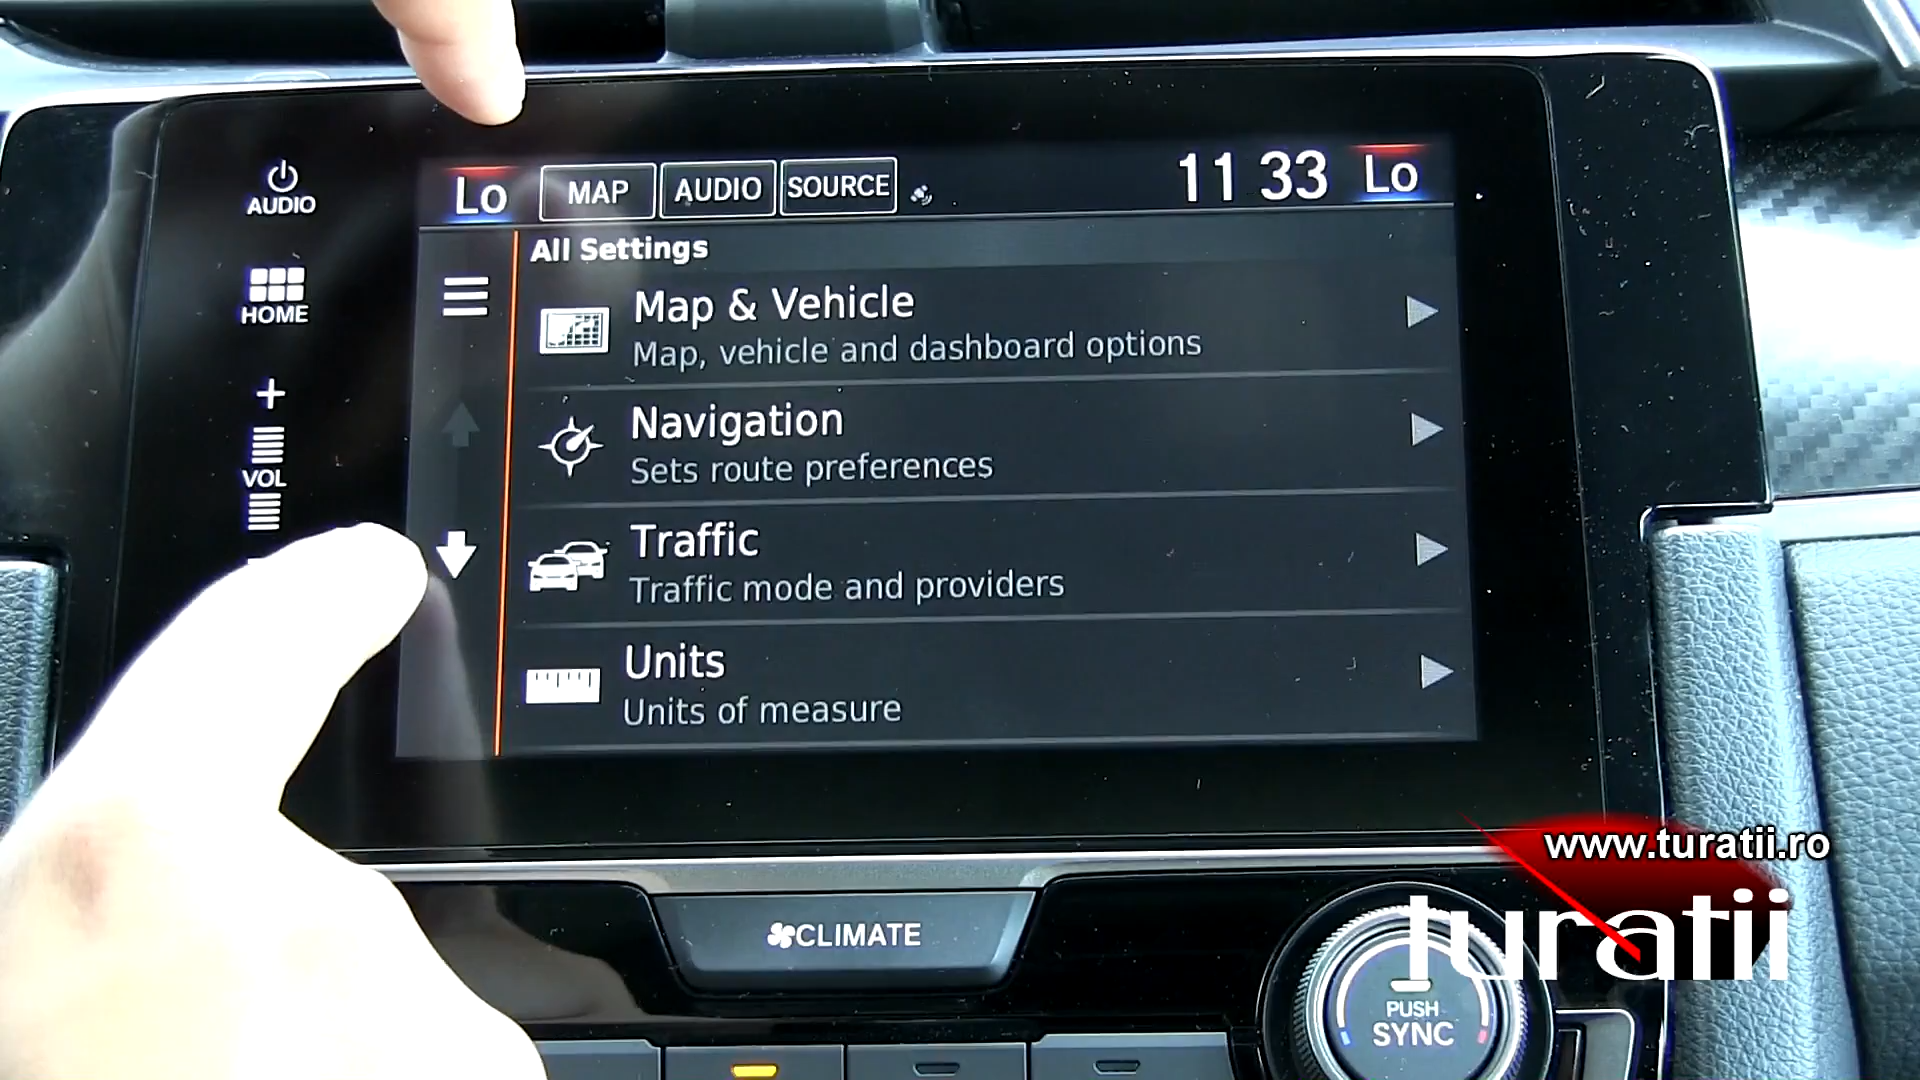 AUDIO
HOME
VOL
Lo MAP AUDIO SOURCE 11 33 Lo
All Settings
Map & Vehicle
Map, vehicle and dashboard options
Navigation
Sets route preferences
Traffic
Traffic mode and providers
Units
Units of measure
CLIMATE
PUSH
SYNC
www.turatii.ro
turatii